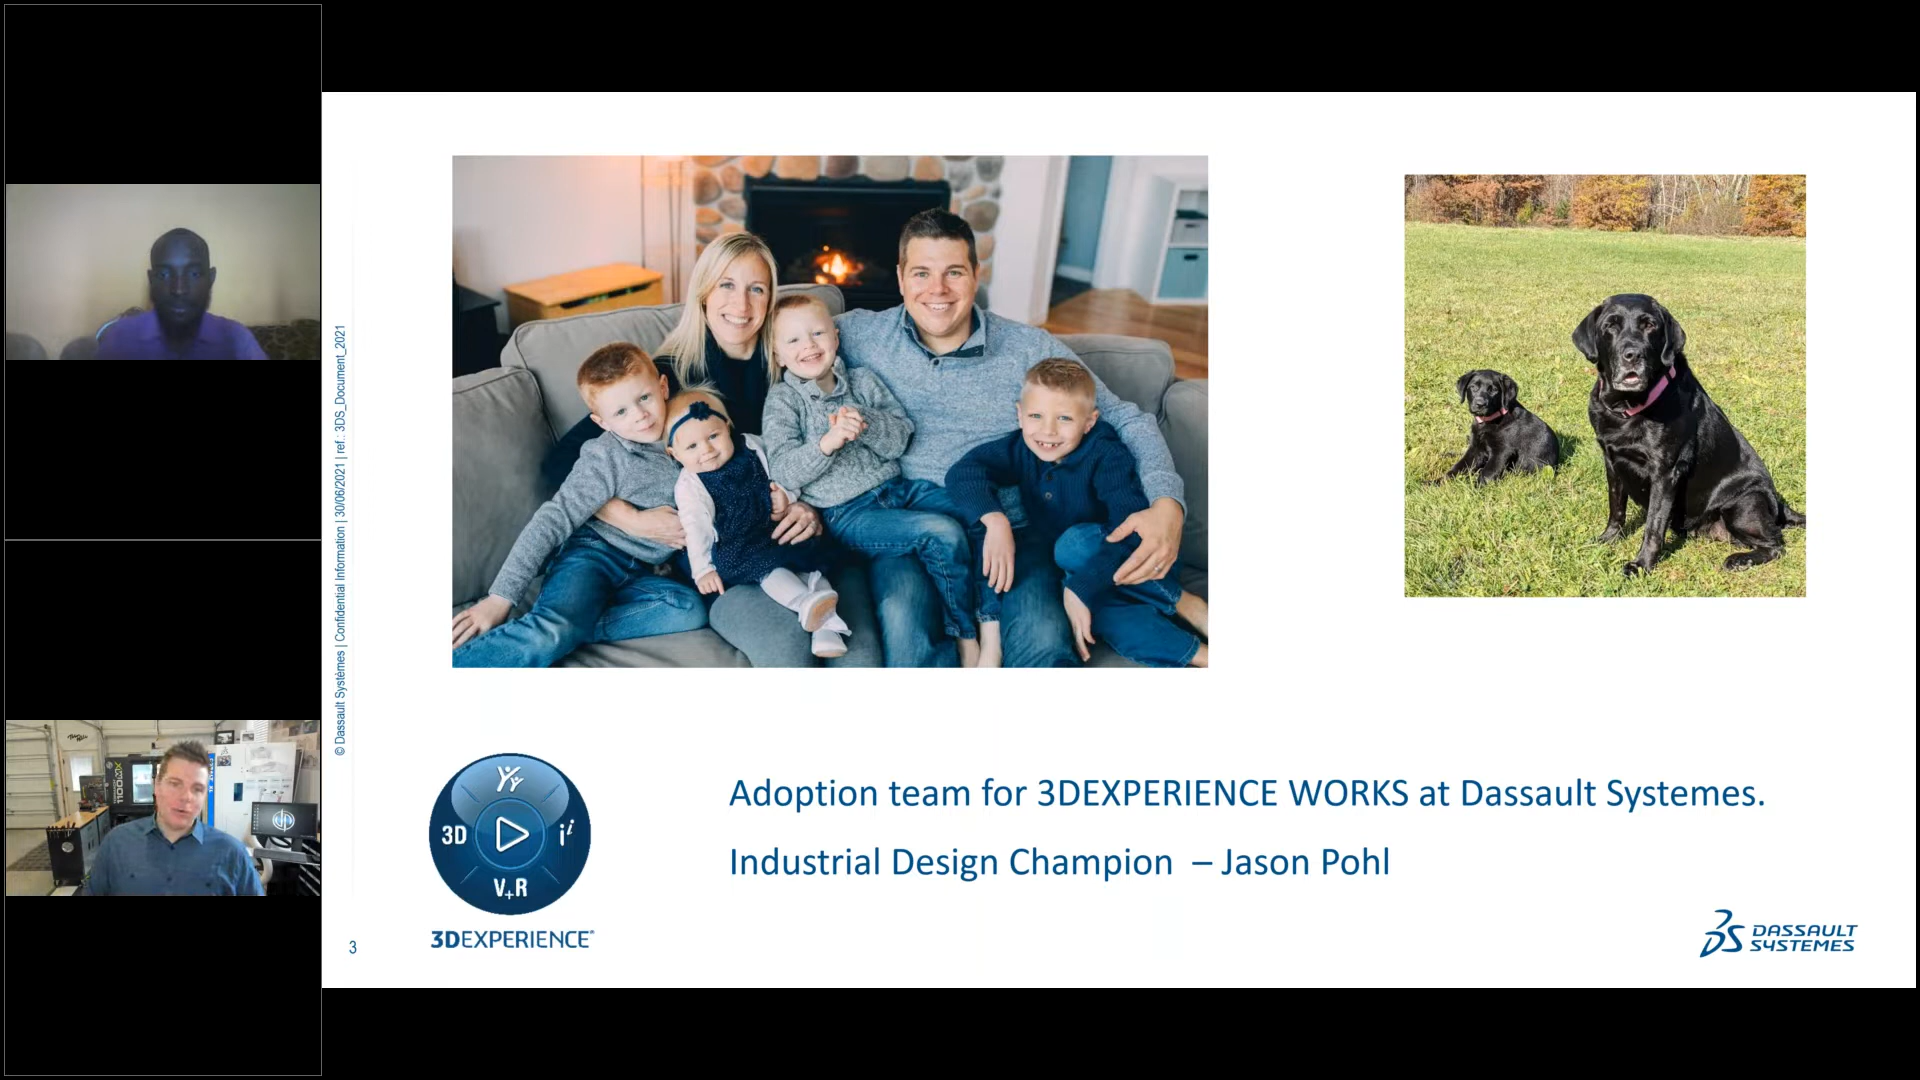 © Dassault Systèmes | Confidential Information | 30/06/2021 | ref.: 3DS_Document_2021
1100MX
3D
V+R
3DEXPERIENCE
Adoption team for 3DEXPERIENCE WORKS at Dassault Systemes.
Industrial Design Champion – Jason Pohl
3
DASSAULT
SYSTEMES